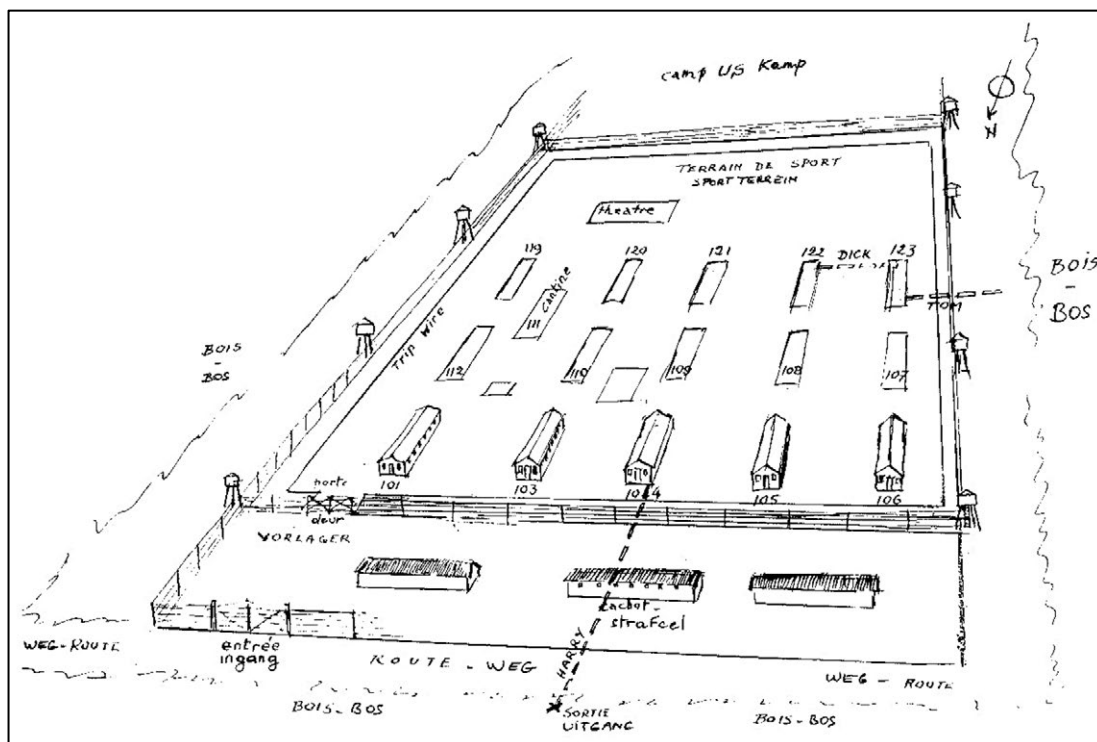 camp US Kamp
N
TERRAIN DE SPORT
SPORT TERREIN
theatre
119
120
121
122
DICK
123
BOIS
-
BOS
TOM
111 Cantine
Trip Wire
BOIS
-
BOS
112
110
109
108
107
101
103
104
105
106
porte
deur
VORLAGER
cachot -
strafcel
HARRY
entrée
ingang
WEG-ROUTE
ROUTE - WEG
WEG - ROUTE
BOIS-BOS
SORTIE
UITGANG
BOIS-BOS